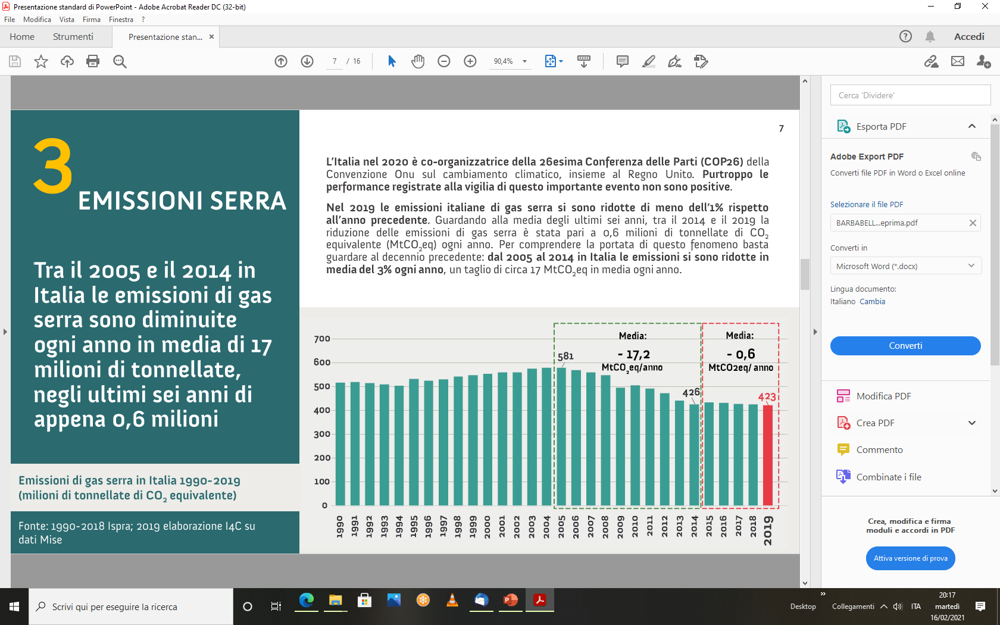 Presentazione standard di PowerPoint - Adobe Acrobat Reader DC (32-bit)
File Modifica Vista Firma Finestra ?
Home Strumenti Presentazione stan... × Accedi
7 / 16 90,4%
3
EMISSIONI SERRA
Tra il 2005 e il 2014 in
Italia le emissioni di gas
serra sono diminuite
ogni anno in media di 17
milioni di tonnellate,
negli ultimi sei anni di
appena 0,6 milioni
Emissioni di gas serra in Italia 1990-2019
(milioni di tonnellate di CO₂ equivalente)
Fonte: 1990-2018 Ispra; 2019 elaborazione I4C su
dati Mise
7
L’Italia nel 2020 è co-organizzatrice della 26esima Conferenza delle Parti (COP26) della
Convenzione Onu sul cambiamento climatico, insieme al Regno Unito. Purtroppo le
performance registrate alla vigilia di questo importante evento non sono positive.
Nel 2019 le emissioni italiane di gas serra si sono ridotte di meno dell’1% rispetto
all’anno precedente. Guardando alla media degli ultimi sei anni, tra il 2014 e il 2019 la
riduzione delle emissioni di gas serra è stata pari a 0,6 milioni di tonnellate di CO₂
equivalente (MtCO₂eq) ogni anno. Per comprendere la portata di questo fenomeno basta
guardare al decennio precedente: dal 2005 al 2014 in Italia le emissioni si sono ridotte in
media del 3% ogni anno, un taglio di circa 17 MtCO₂eq in media ogni anno.
Media:
- 17,2
MtCO₂eq/anno
Media:
- 0,6
MtCO2eq/ anno
581
426
423
700
600
500
400
300
200
100
0
1990 1991 1992 1993 1994 1995 1996 1997 1998 1999 2000 2001 2002 2003 2004 2005 2006 2007 2008 2009 2010 2011 2012 2013 2014 2015 2016 2017 2018 2019
Cerca 'Dividere'
Esporta PDF
Adobe Export PDF
Converti file PDF in Word o Excel online
Selezionare il file PDF
BARBABELL...eprima.pdf
Converti in
Microsoft Word (*.docx)
Lingua documento:
Italiano Cambia
Converti
Modifica PDF
Crea PDF
Commento
Combinate i file
Crea, modifica e firma
moduli e accordi in PDF
Attiva versione di prova
Scrivi qui per eseguire la ricerca
Desktop
Collegamenti
ITA
20:17
martedì
16/02/2021